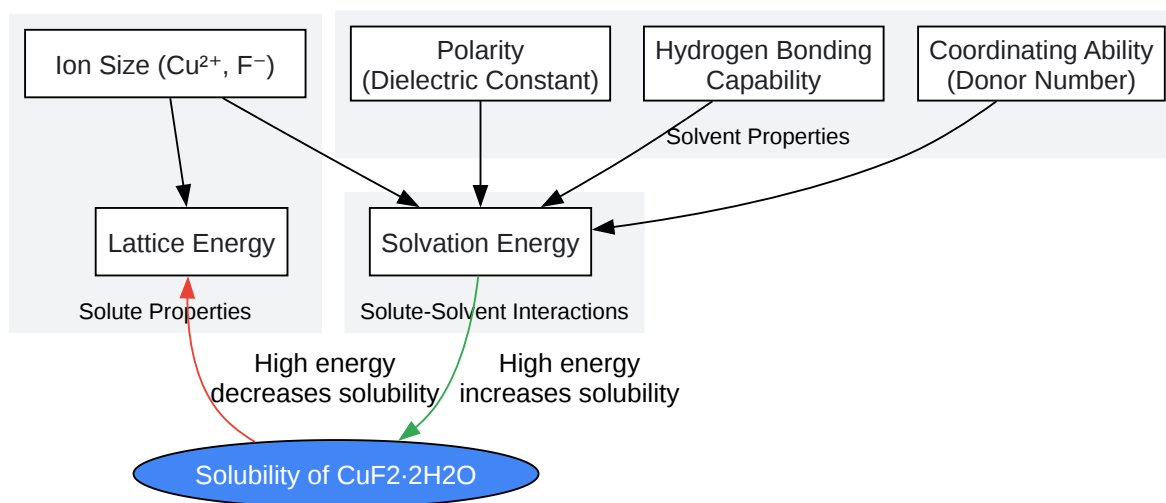 Ion Size (Cu²⁺, F⁻)
Polarity
(Dielectric Constant)
Hydrogen Bonding
Capability
Coordinating Ability
(Donor Number)
Solvent Properties
Lattice Energy
Solvation Energy
Solute Properties
Solute-Solvent Interactions
High energy
decreases solubility
High energy
increases solubility
Solubility of CuF2·2H2O